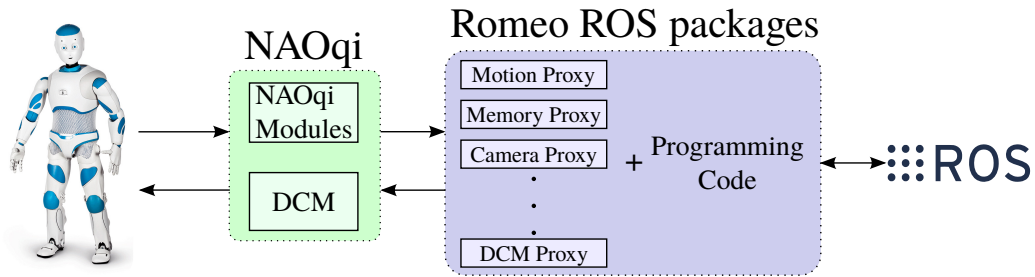 NAOqi
Romeo ROS packages
NAOqi
Modules
DCM
Motion Proxy
Memory Proxy
Camera Proxy
DCM Proxy
+
Programming
Code
ROS